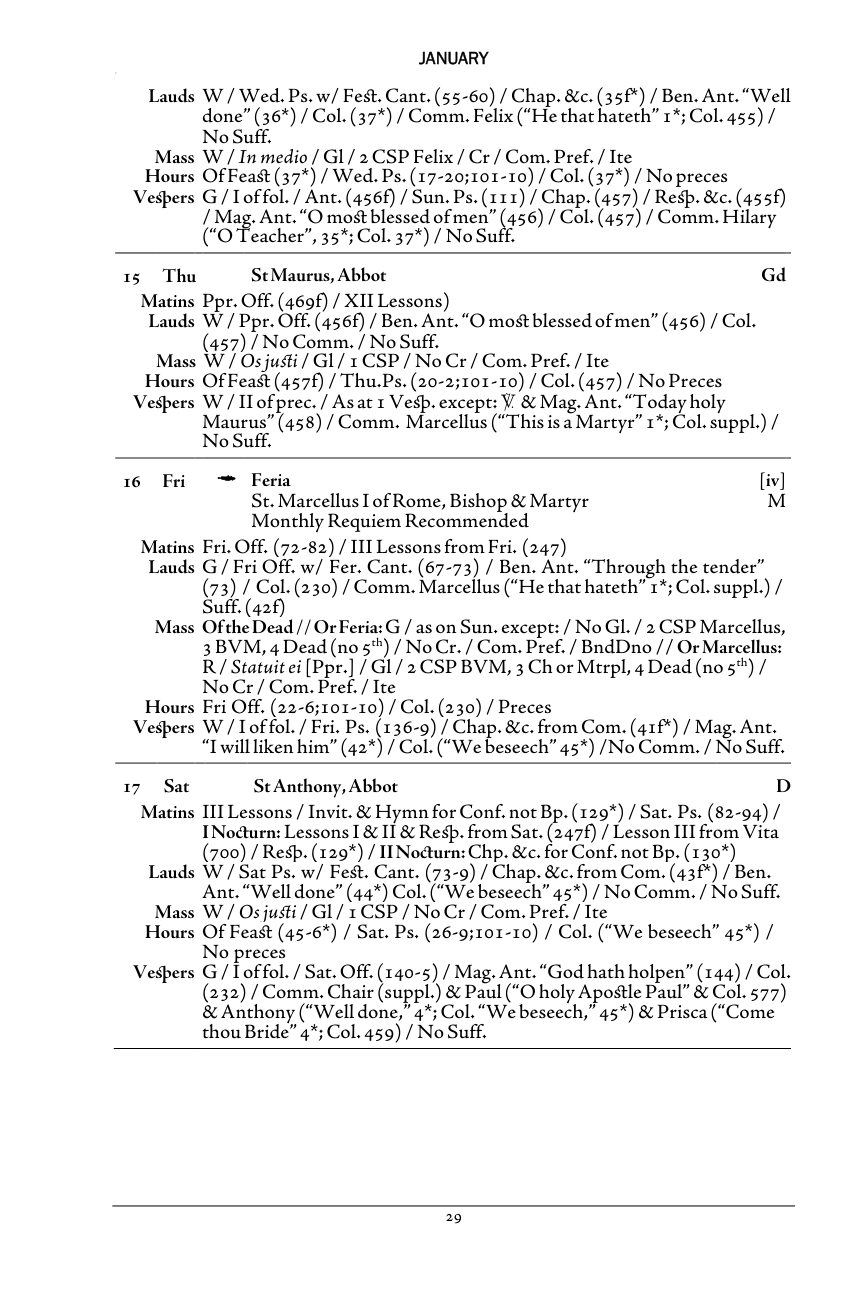 JANUARY
Lauds W / Wed. Ps. w/ Fest. Cant. (55-60) / Chap. &c. (35f*) / Ben. Ant. “Well
done” (36*) / Col. (37*) / Comm. Felix (“He that hateth” 1*; Col. 455) /
No Suff.
Mass W / In medio / Gl / 2 CSP Felix / Cr / Com. Pref. / Ite
Hours Of Feast (37*) / Wed. Ps. (17-20;101-10) / Col. (37*) / No preces
Vespers G / I of fol. / Ant. (456f) / Sun. Ps. (111) / Chap. (457) / Resp. &c. (455f)
/ Mag. Ant. “O most blessed of men” (456) / Col. (457) / Comm. Hilary
(“O Teacher”, 35*; Col. 37*) / No Suff.
15 Thu St Maurus, Abbot Gd
Matins Ppr. Off. (469f) / XII Lessons)
Lauds W / Ppr. Off. (456f) / Ben. Ant. “O most blessed of men” (456) / Col.
(457) / No Comm. / No Suff.
Mass W / Os justi / Gl / 1 CSP / No Cr / Com. Pref. / Ite
Hours Of Feast (457f) / Thu.Ps. (20-2;101-10) / Col. (457) / No Preces
Vespers W / II of prec. / As at 1 Vesp. except: ℣. & Mag. Ant. “Today holy
Maurus” (458) / Comm. Marcellus (“This is a Martyr” 1*; Col. suppl.) /
No Suff.
16 Fri Feria [iv]
St. Marcellus I of Rome, Bishop & Martyr M
Monthly Requiem Recommended
Matins Fri. Off. (72-82) / III Lessons from Fri. (247)
Lauds G / Fri Off. w/ Fer. Cant. (67-73) / Ben. Ant. “Through the tender”
(73) / Col. (230) / Comm. Marcellus (“He that hateth” 1*; Col. suppl.) /
Suff. (42f)
Mass Of the Dead // Or Feria: G / as on Sun. except: / No Gl. / 2 CSP Marcellus,
3 BVM, 4 Dead (no 5th) / No Cr. / Com. Pref. / BndDno // Or Marcellus:
R / Statuit ei [Ppr.] / Gl / 2 CSP BVM, 3 Ch or Mtrpl, 4 Dead (no 5th) /
No Cr / Com. Pref. / Ite
Hours Fri Off. (22-6;101-10) / Col. (230) / Preces
Vespers W / I of fol. / Fri. Ps. (136-9) / Chap. &c. from Com. (41f*) / Mag. Ant.
“I will liken him” (42*) / Col. (“We beseech” 45*) /No Comm. / No Suff.
17 Sat St Anthony, Abbot D
Matins III Lessons / Invit. & Hymn for Conf. not Bp. (129*) / Sat. Ps. (82-94) /
I Nocturn: Lessons I & II & Resp. from Sat. (247f) / Lesson III from Vita
(700) / Resp. (129*) / II Nocturn: Chp. &c. for Conf. not Bp. (130*)
Lauds W / Sat Ps. w/ Fest. Cant. (73-9) / Chap. &c. from Com. (43f*) / Ben.
Ant. “Well done” (44*) Col. (“We beseech” 45*) / No Comm. / No Suff.
Mass W / Os justi / Gl / 1 CSP / No Cr / Com. Pref. / Ite
Hours Of Feast (45-6*) / Sat. Ps. (26-9;101-10) / Col. (“We beseech” 45*) /
No preces
Vespers G / I of fol. / Sat. Off. (140-5) / Mag. Ant. “God hath holpen” (144) / Col.
(232) / Comm. Chair (suppl.) & Paul (“O holy Apostle Paul” & Col. 577)
& Anthony (“Well done,” 4*; Col. “We beseech,” 45*) & Prisca (“Come
thou Bride” 4*; Col. 459) / No Suff.
29